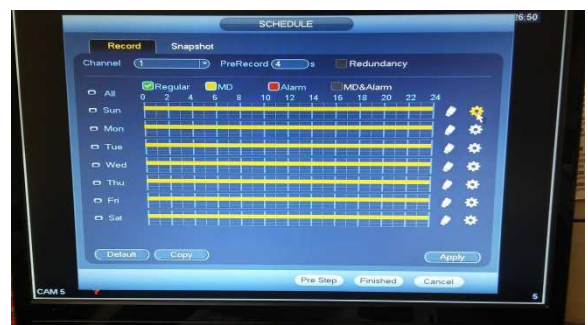 SCHEDULE
26:50
Record Snapshot
Channel 1 PreRecord 4 s Redundancy
All Regular MD Alarm MD&Alarm
0 2 4 6 8 10 12 14 16 18 20 22 24
Sun
Mon
Tue
Wed
Thu
Fri
Sat
Default Copy Apply
Pre Step Finished Cancel
CAM 5 5